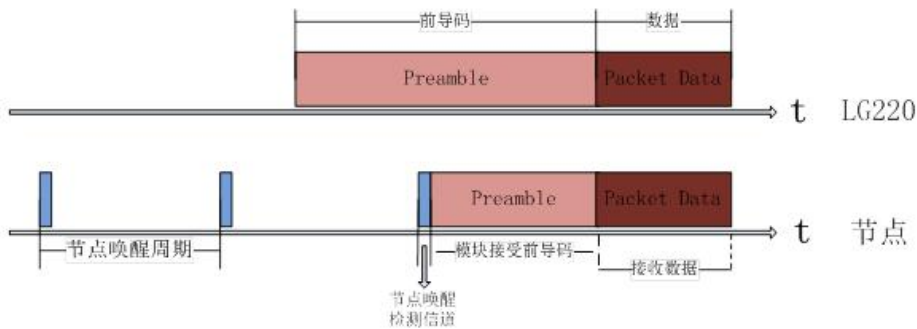 前导码 数据
Preamble Packet Data
t LG220
Preamble Packet Data
t 节点
节点唤醒周期 模块接受前导码 接收数据
节点唤醒
检测信道